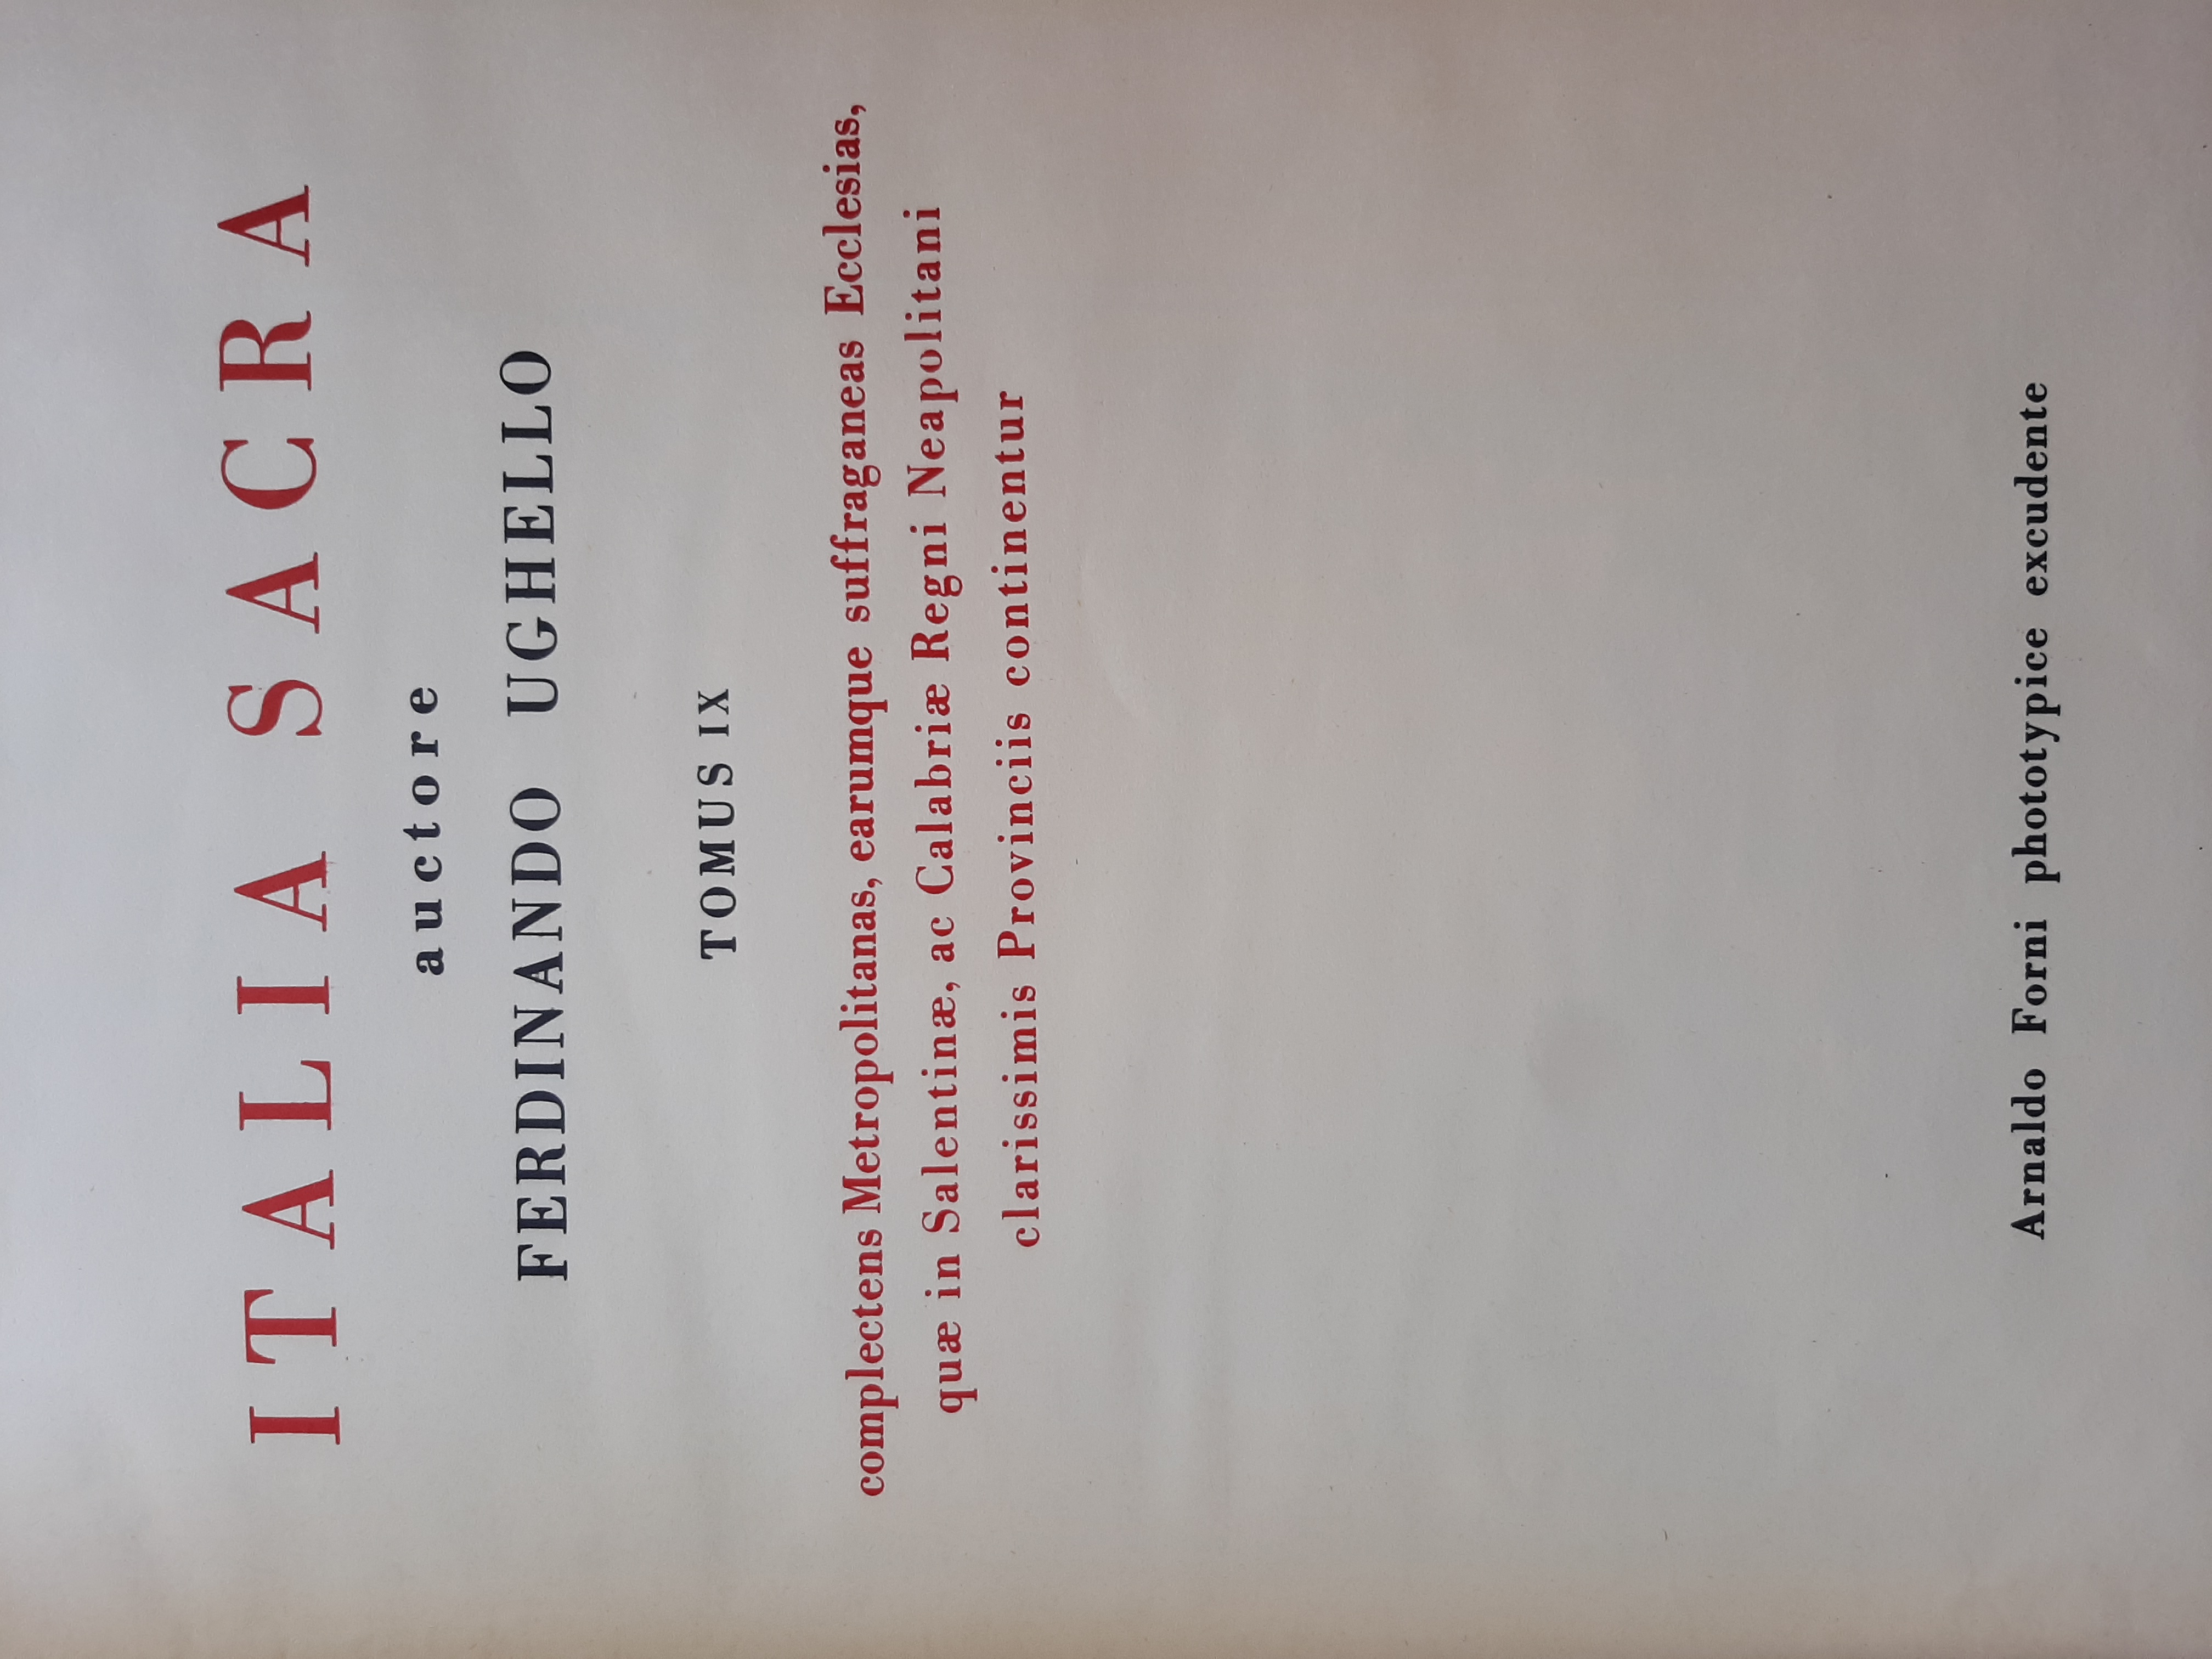 ITALIA SACRA
auctore
FERDINANDO UGHELLO
TOMUS IX
complectens Metropolitanas, earumque suffraganeas Ecclesias,
quæ in Salentinæ, ac Calabriæ Regni Neapolitani
clarissimis Provinciis continentur
Arnaldo Forni phototypice excudente